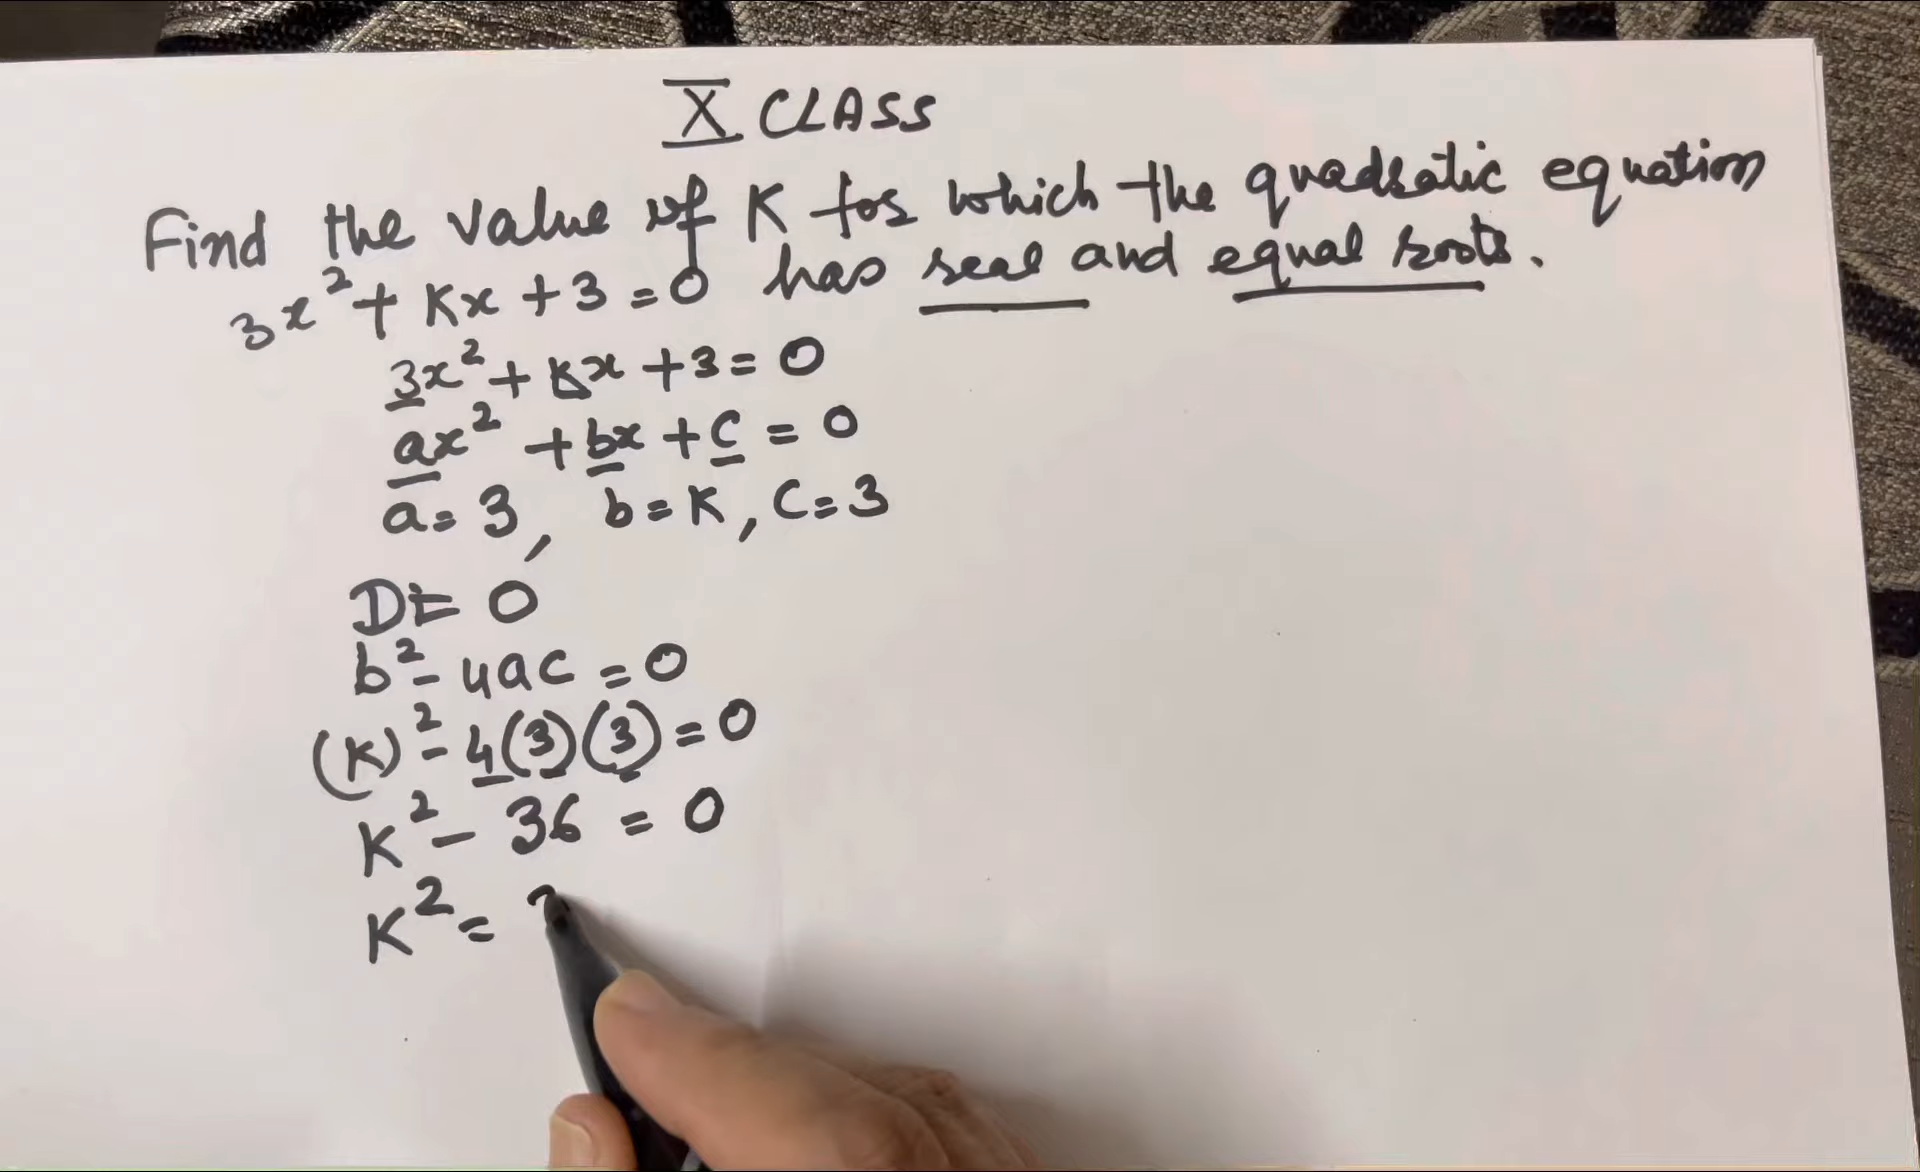 X CLASS
Find the value of K for which the quadratic equation
3x² + Kx + 3 = 0 has real and equal roots.
3x² + Kx + 3 = 0
ax² + bx + c = 0
a = 3, b = K, C = 3
D = 0
b² - 4ac = 0
(K)² - 4(3)(3) = 0
K² - 36 = 0
K² =